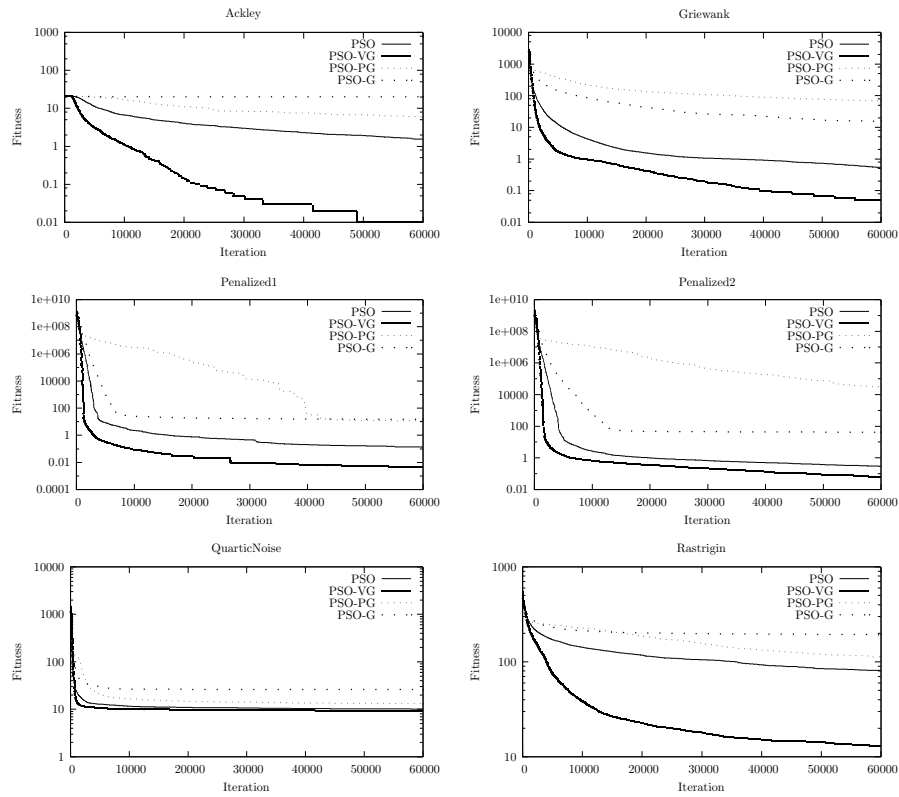 Ackley
1000
100
10
1
0.1
0.01
0 10000 20000 30000 40000 50000 60000
Fitness
Iteration
PSO
PSO-VG
PSO-PG
PSO-G
Griewank
10000
1000
100
10
1
0.1
0.01
0 10000 20000 30000 40000 50000 60000
Fitness
Iteration
PSO
PSO-VG
PSO-PG
PSO-G
Penalized1
1e+010
1e+008
1e+006
10000
100
1
0.01
0.0001
0 10000 20000 30000 40000 50000 60000
Fitness
Iteration
PSO
PSO-VG
PSO-PG
PSO-G
Penalized2
1e+010
1e+008
1e+006
10000
100
1
0.01
0 10000 20000 30000 40000 50000 60000
Fitness
Iteration
PSO
PSO-VG
PSO-PG
PSO-G
QuarticNoise
10000
1000
100
10
1
0 10000 20000 30000 40000 50000 60000
Fitness
Iteration
PSO
PSO-VG
PSO-PG
PSO-G
Rastrigin
1000
100
10
0 10000 20000 30000 40000 50000 60000
Fitness
Iteration
PSO
PSO-VG
PSO-PG
PSO-G